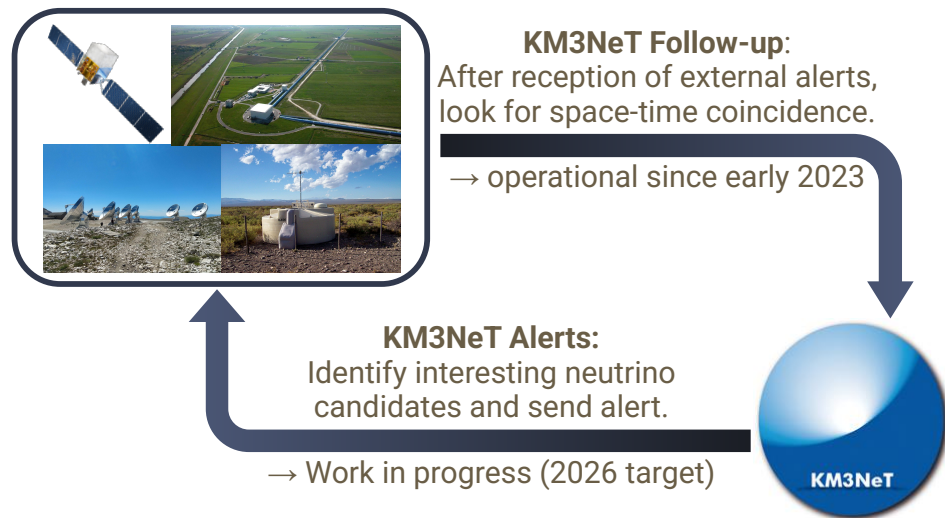 KM3NeT Follow-up:
After reception of external alerts,
look for space-time coincidence.
→ operational since early 2023
KM3NeT Alerts:
Identify interesting neutrino
candidates and send alert.
→ Work in progress (2026 target)
KM3NeT